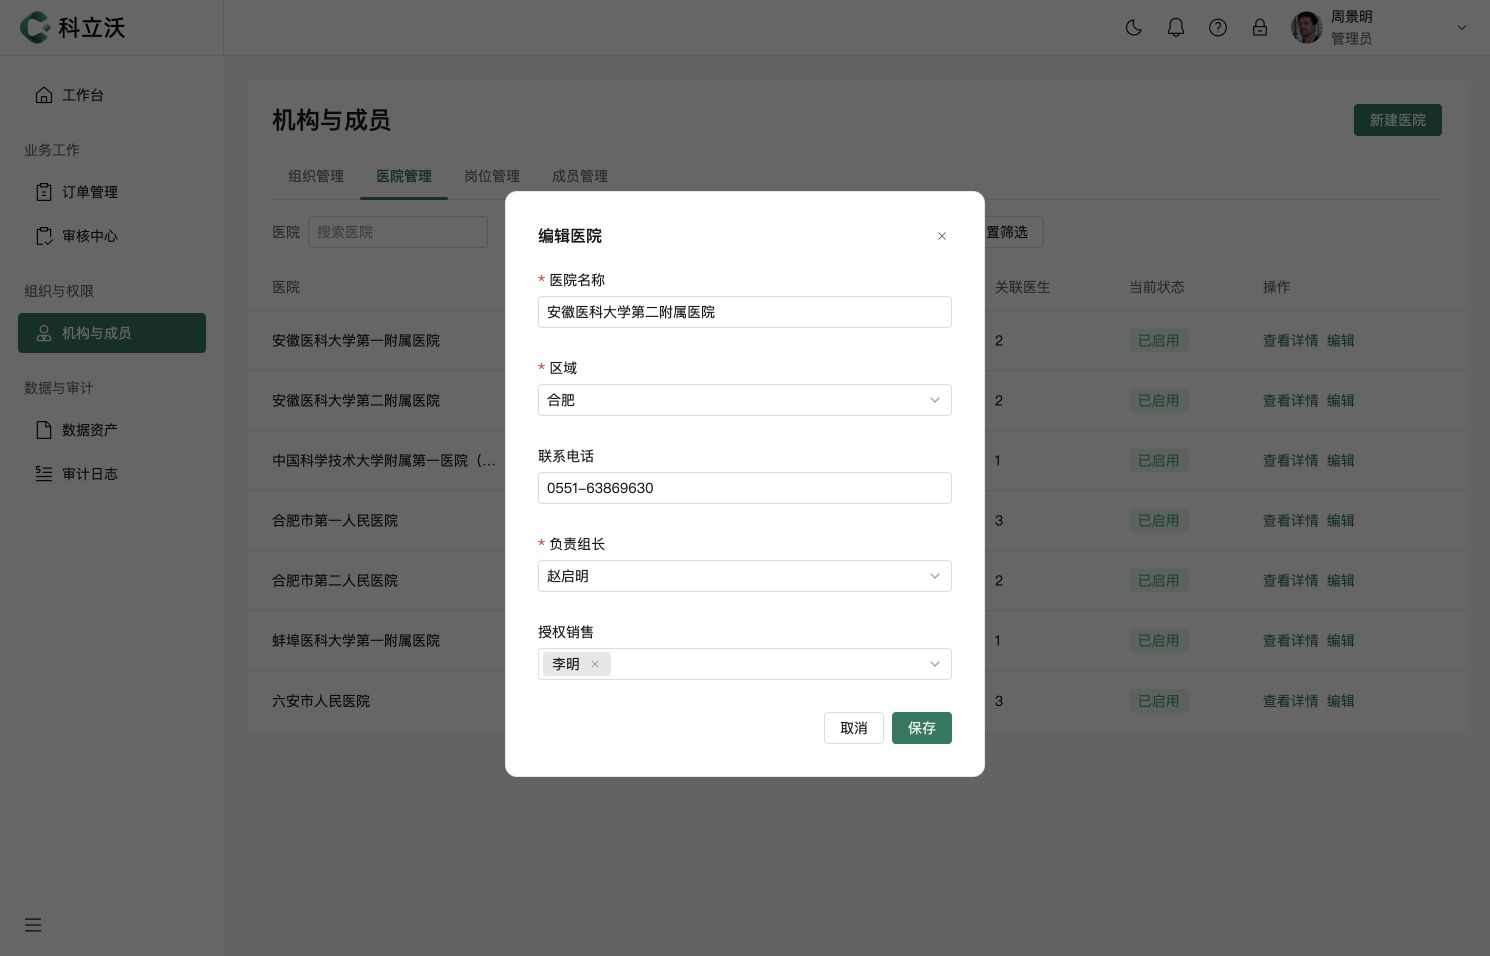 科立沃
周景明
管理员
工作台
业务工作
订单管理
审核中心
组织与权限
机构与成员
数据与审计
数据资产
审计日志
机构与成员
新建医院
组织管理 医院管理 岗位管理 成员管理
医院 搜索医院 置筛选
医院 关联医生 当前状态 操作
安徽医科大学第一附属医院 2 已启用 查看详情 编辑
安徽医科大学第二附属医院 2 已启用 查看详情 编辑
中国科学技术大学附属第一医院（... 1 已启用 查看详情 编辑
合肥市第一人民医院 3 已启用 查看详情 编辑
合肥市第二人民医院 2 已启用 查看详情 编辑
蚌埠医科大学第一附属医院 1 已启用 查看详情 编辑
六安市人民医院 3 已启用 查看详情 编辑
编辑医院
* 医院名称
安徽医科大学第二附属医院
* 区域
合肥
联系电话
0551-63869630
* 负责组长
赵启明
授权销售
李明
取消 保存